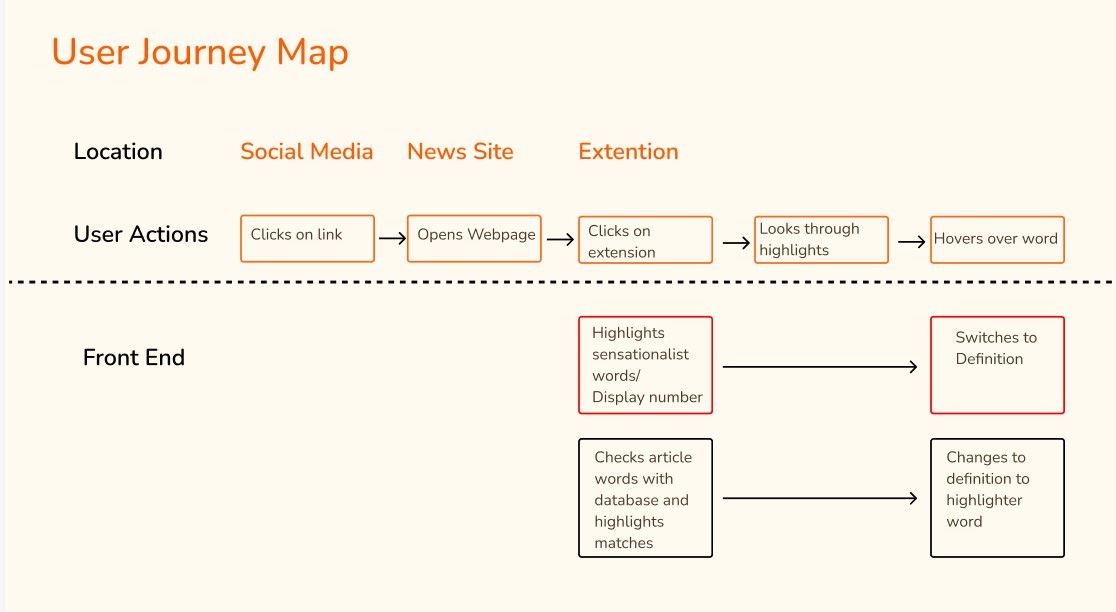 User Journey Map
Location
Social Media
News Site
Extention
User Actions
Clicks on link
Opens Webpage
Clicks on
extension
Looks through
highlights
Hovers over word
Front End
Highlights
sensationalist
words/
Display number
Switches to
Definition
Checks article
words with
database and
highlights
matches
Changes to
definition to
highlighter
word